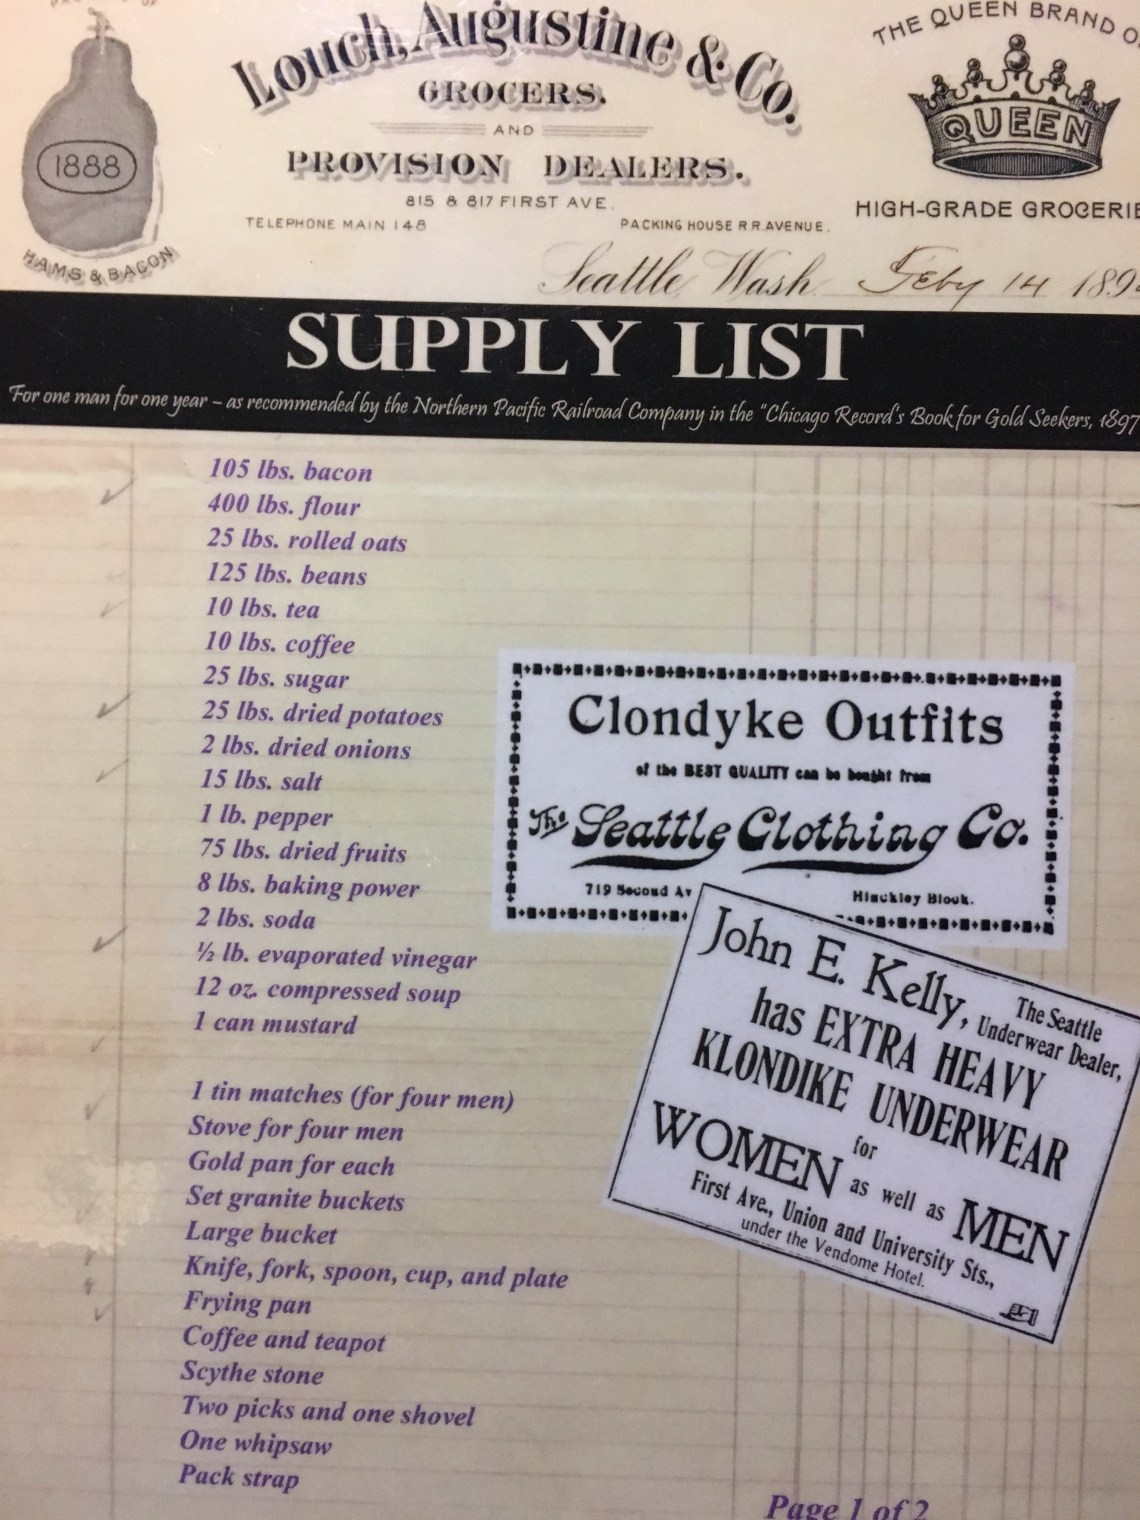 Louch, Augustine & Co.
GROCERS.
AND
PROVISION DEALERS.
815 & 817 FIRST AVE.
TELEPHONE MAIN 148
PACKING HOUSE R.R. AVENUE.
1888
HAMS & BACON
THE QUEEN BRAND
QUEEN
HIGH-GRADE GROCERIE
Seattle, Wash. Feby 14 189
SUPPLY LIST
For one man for one year – as recommended by the Northern Pacific Railroad Company in the "Chicago Record's Book for Gold Seekers, 1897
105 lbs. bacon
400 lbs. flour
25 lbs. rolled oats
125 lbs. beans
10 lbs. tea
10 lbs. coffee
25 lbs. sugar
25 lbs. dried potatoes
2 lbs. dried onions
15 lbs. salt
1 lb. pepper
75 lbs. dried fruits
8 lbs. baking power
2 lbs. soda
½ lb. evaporated vinegar
12 oz. compressed soup
1 can mustard
1 tin matches (for four men)
Stove for four men
Gold pan for each
Set granite buckets
Large bucket
Knife, fork, spoon, cup, and plate
Frying pan
Coffee and teapot
Scythe stone
Two picks and one shovel
One whipsaw
Pack strap
Clondyke Outfits
of the BEST QUALITY can be bought from
The Seattle Clothing Co.
719 Second Av
Hinckley Block.
John E. Kelly, The Seattle
Underwear Dealer,
has EXTRA HEAVY
KLONDIKE UNDERWEAR
for
WOMEN as well as MEN
First Ave., Union and University Sts.,
under the Vendome Hotel.
Page 1 of 2